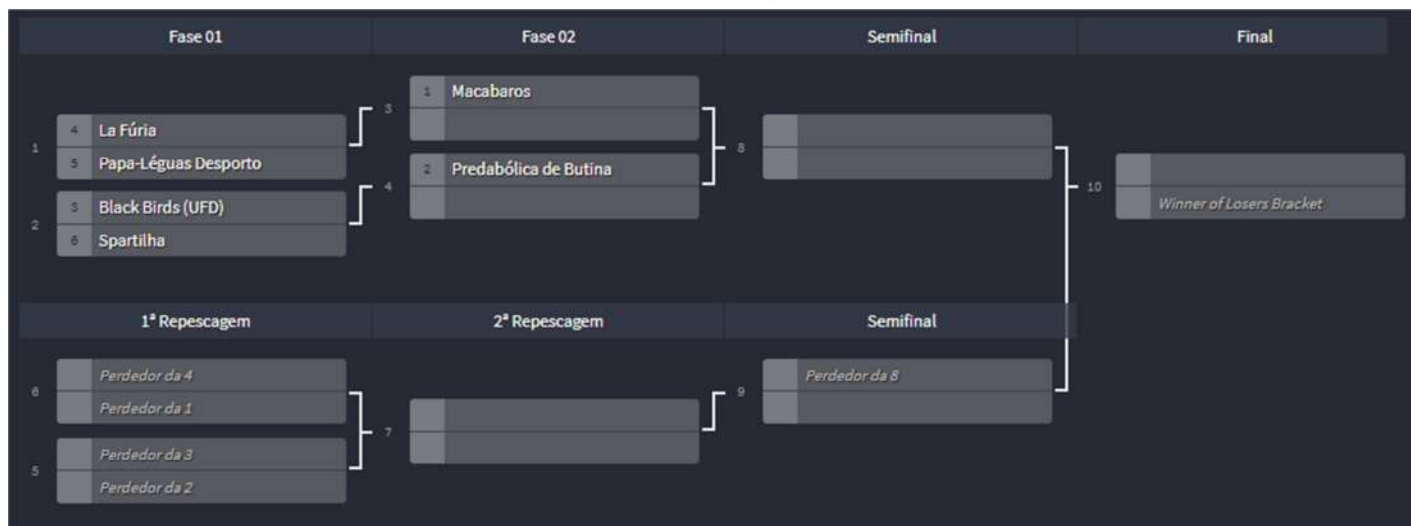 Fase 01
Fase 02
Semifinal
Final
1
4 La Fúria
5 Papa-Léguas Desporto
2
3 Black Birds (UFD)
6 Spartilha
3
1 Macabaros
4
2 Predabólica de Butina
8
10
Winner of Losers Bracket
1ª Repescagem
2ª Repescagem
Semifinal
6
Perdedor da 4
Perdedor da 1
5
Perdedor da 3
Perdedor da 2
7
9
Perdedor da 8